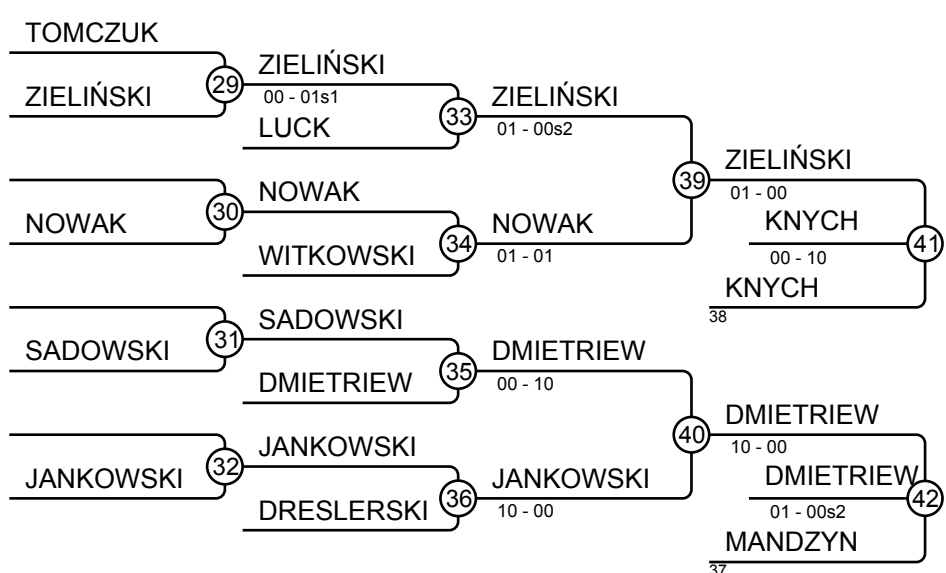 TOMCZUK
ZIELIŃSKI
29
ZIELIŃSKI
00 - 01s1
LUCK
33
ZIELIŃSKI
01 - 00s2
NOWAK
30
NOWAK
WITKOWSKI
34
NOWAK
01 - 01
39
ZIELIŃSKI
01 - 00
KNYCH
00 - 10
41
KNYCH
38
SADOWSKI
31
SADOWSKI
DMIETRIEW
35
DMIETRIEW
00 - 10
JANKOWSKI
32
JANKOWSKI
DRESLERSKI
36
JANKOWSKI
10 - 00
40
DMIETRIEW
10 - 00
DMIETRIEW
01 - 00s2
42
MANDZYN
37